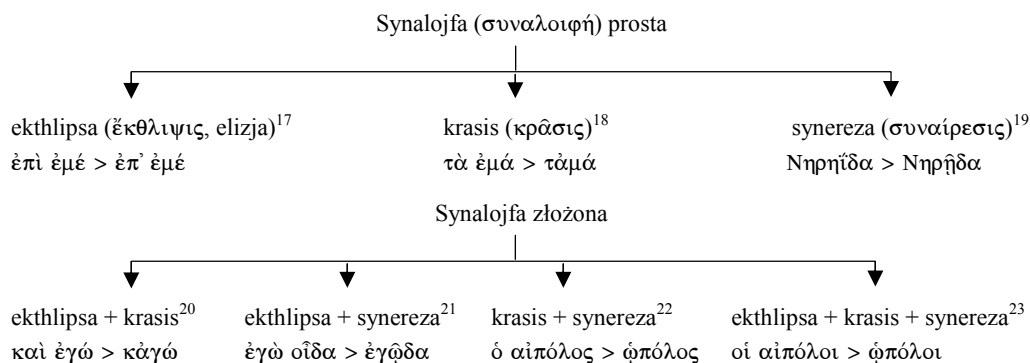 Synalojfa (συναλοιφή) prosta
ekthlipsa (ἔκθλιψις, elizja)17 krasis (κρᾶσις)18 synereza (συναίρεσις)19
ἐπὶ ἐμέ > ἐπ' ἐμέ τὰ ἐμά > τἀμά Νηρηΐδα > Νηρῇδα
Synalojfa złożona
ekthlipsa + krasis20 ekthlipsa + synereza21 krasis + synereza22 ekthlipsa + krasis + synereza23
καὶ ἐγώ > κἀγώ ἐγὼ οἶδα > ἐγᾦδα ὁ αἰπόλος > ᾡπόλος οἱ αἰπόλοι > ᾡπόλοι